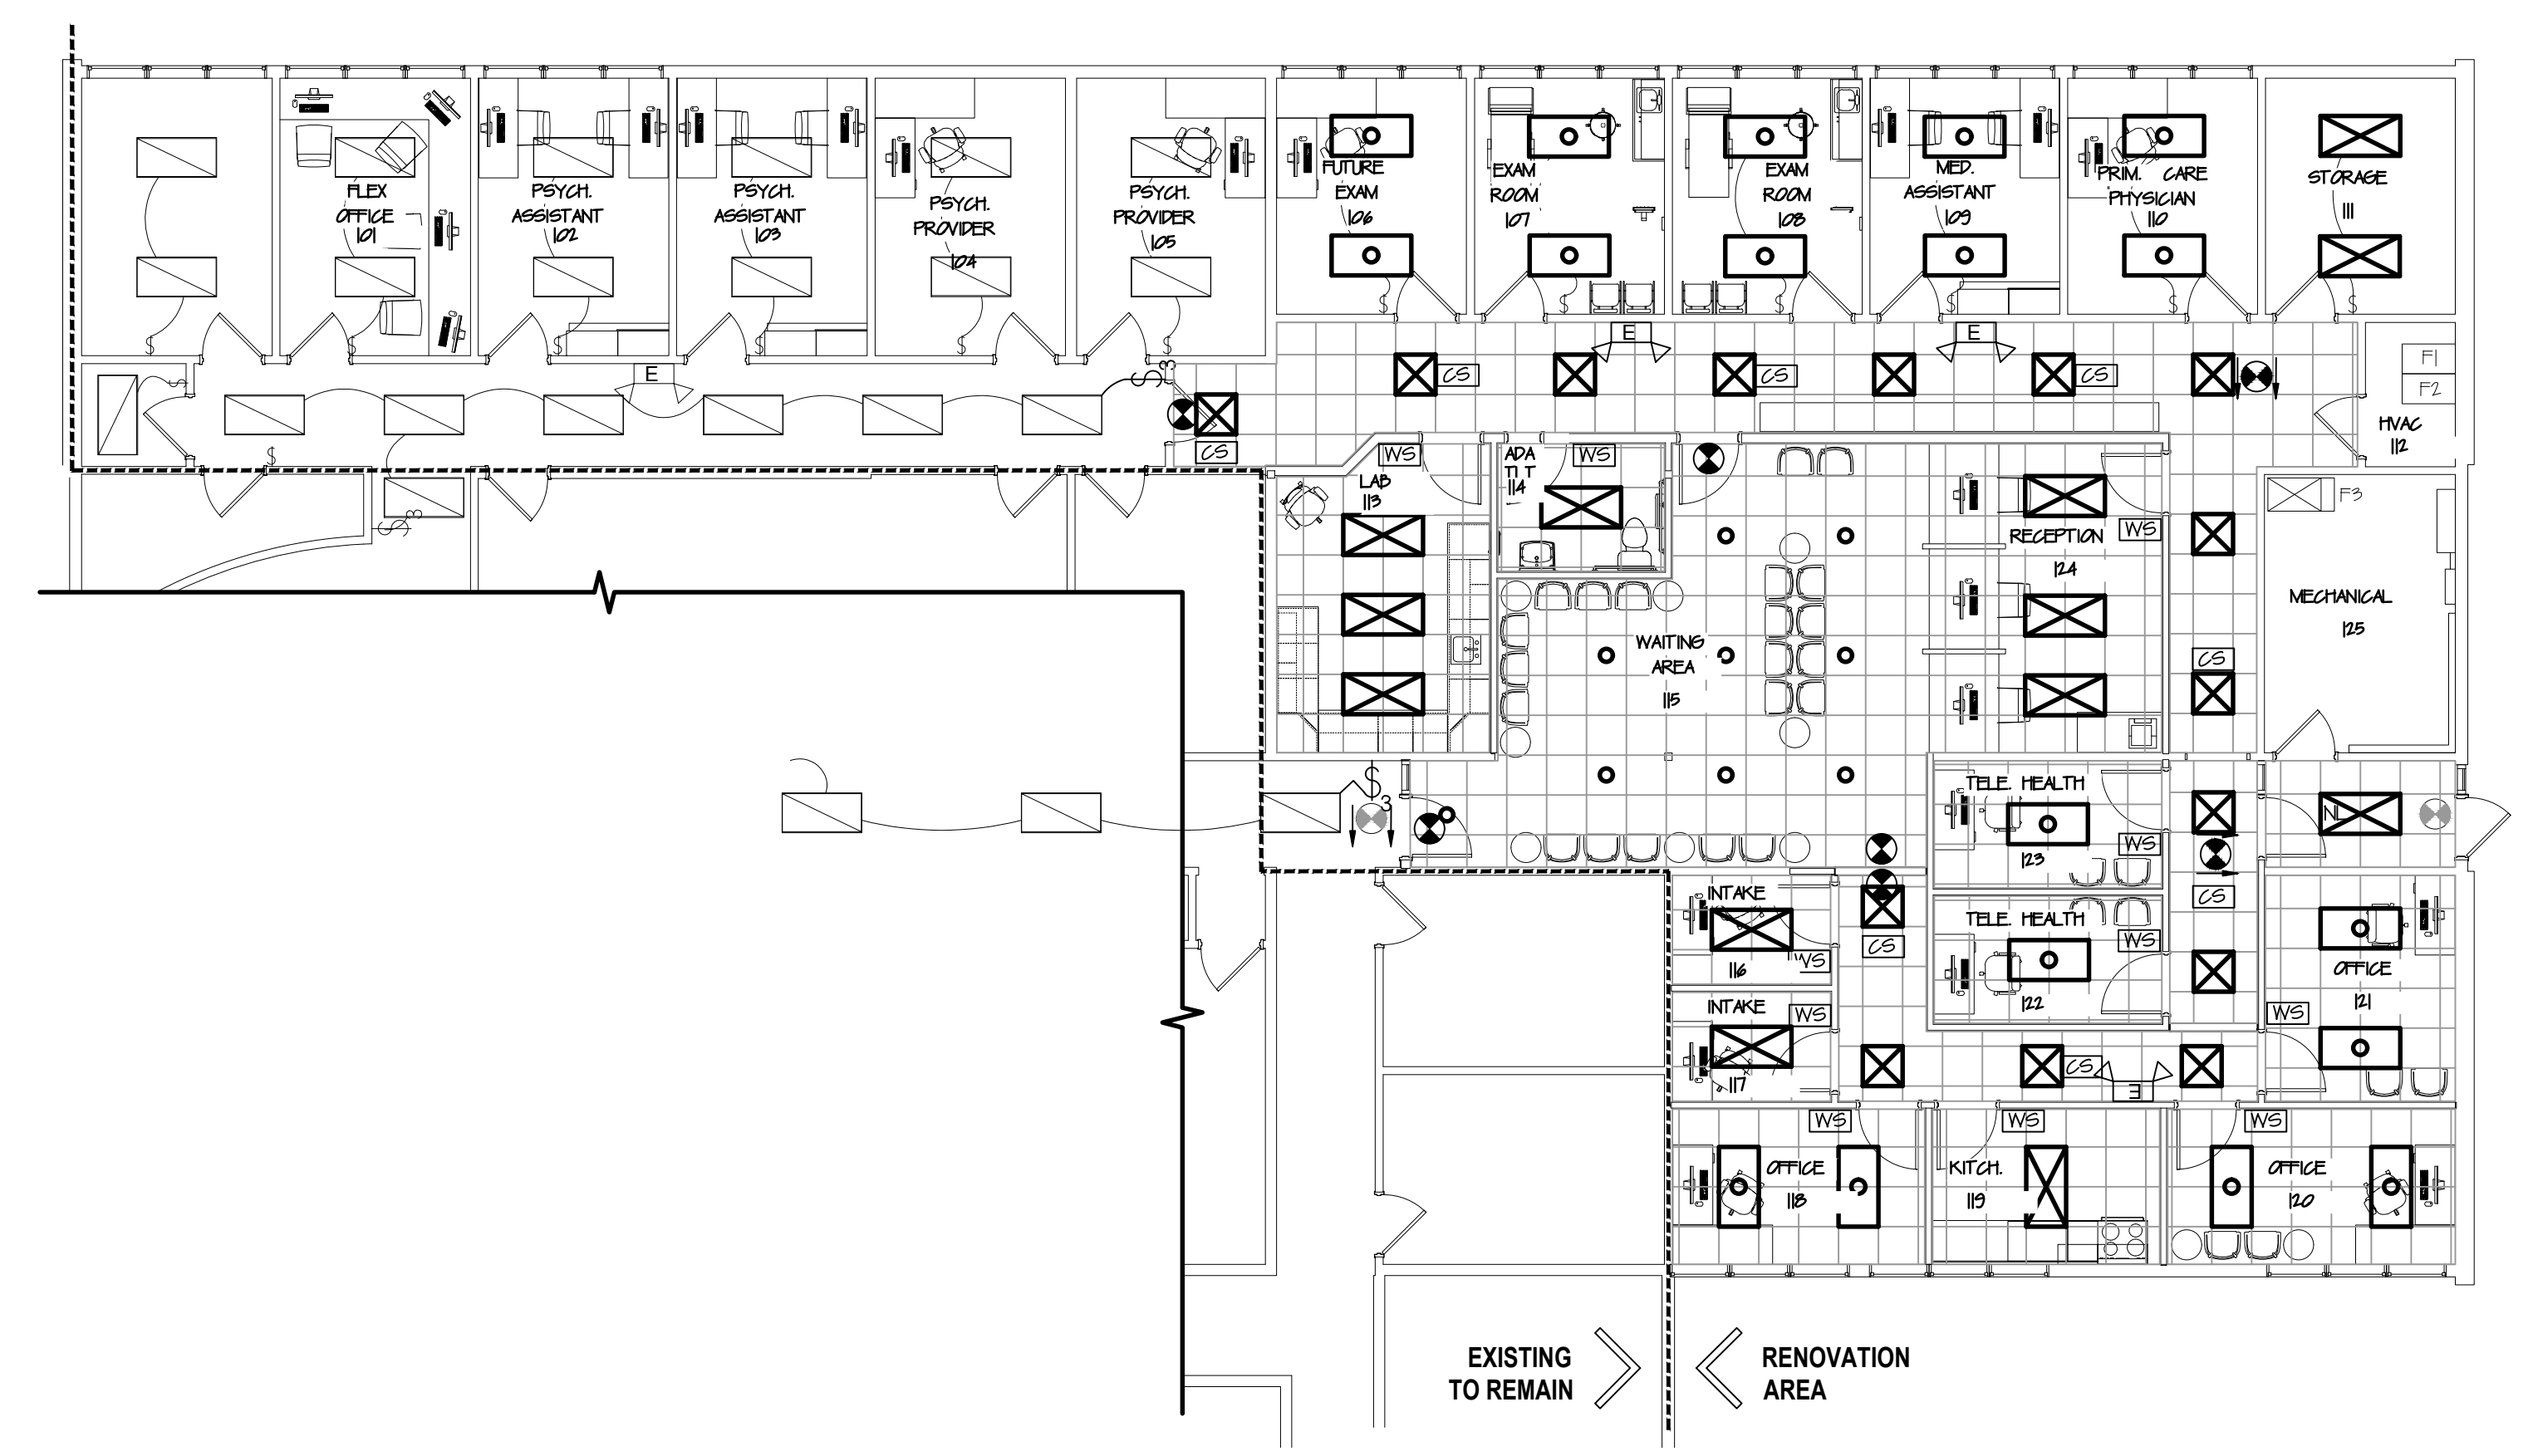 FLEX
OFFICE
101
PSYCH.
ASSISTANT
102
PSYCH.
ASSISTANT
103
PSYCH.
PROVIDER
104
PSYCH.
PROVIDER
105
FUTURE
EXAM
106
EXAM
ROOM
107
EXAM
ROOM
108
MED.
ASSISTANT
109
PRIM. CARE
PHYSICIAN
110
STORAGE
111
$
$
$
$
$
$
$
$
$
$
$
$
E
E
F1
F2
HVAC
112
$
E
$3
CS
CS
CS
CS
$
$3
WS
LAB
113
ADA
114
WS
F3
RECEPTION
124
WS
MECHANICAL
125
WAITING
AREA
115
CS
$3
TELE. HEALTH
123
WS
NL
CS
INTAKE
116
WS
CS
TELE. HEALTH
122
WS
OFFICE
121
WS
INTAKE
117
WS
CS
E
WS
OFFICE
118
WS
KITCH.
119
WS
OFFICE
120
EXISTING
TO REMAIN
RENOVATION
AREA